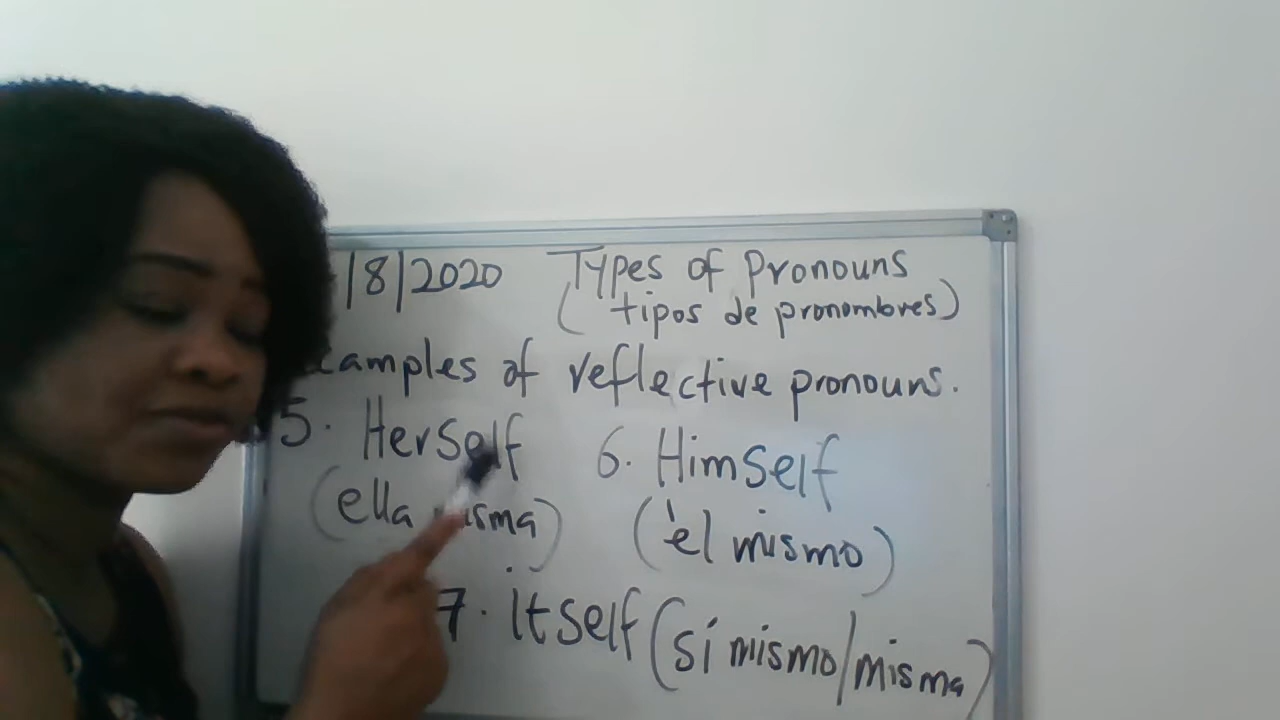 /8/2020 Types of Pronouns
(tipos de pronombres)
examples of reflective pronouns.
5. Herself 6. Himself
(ella misma) (él mismo)
7. itself (sí mismo/misma)